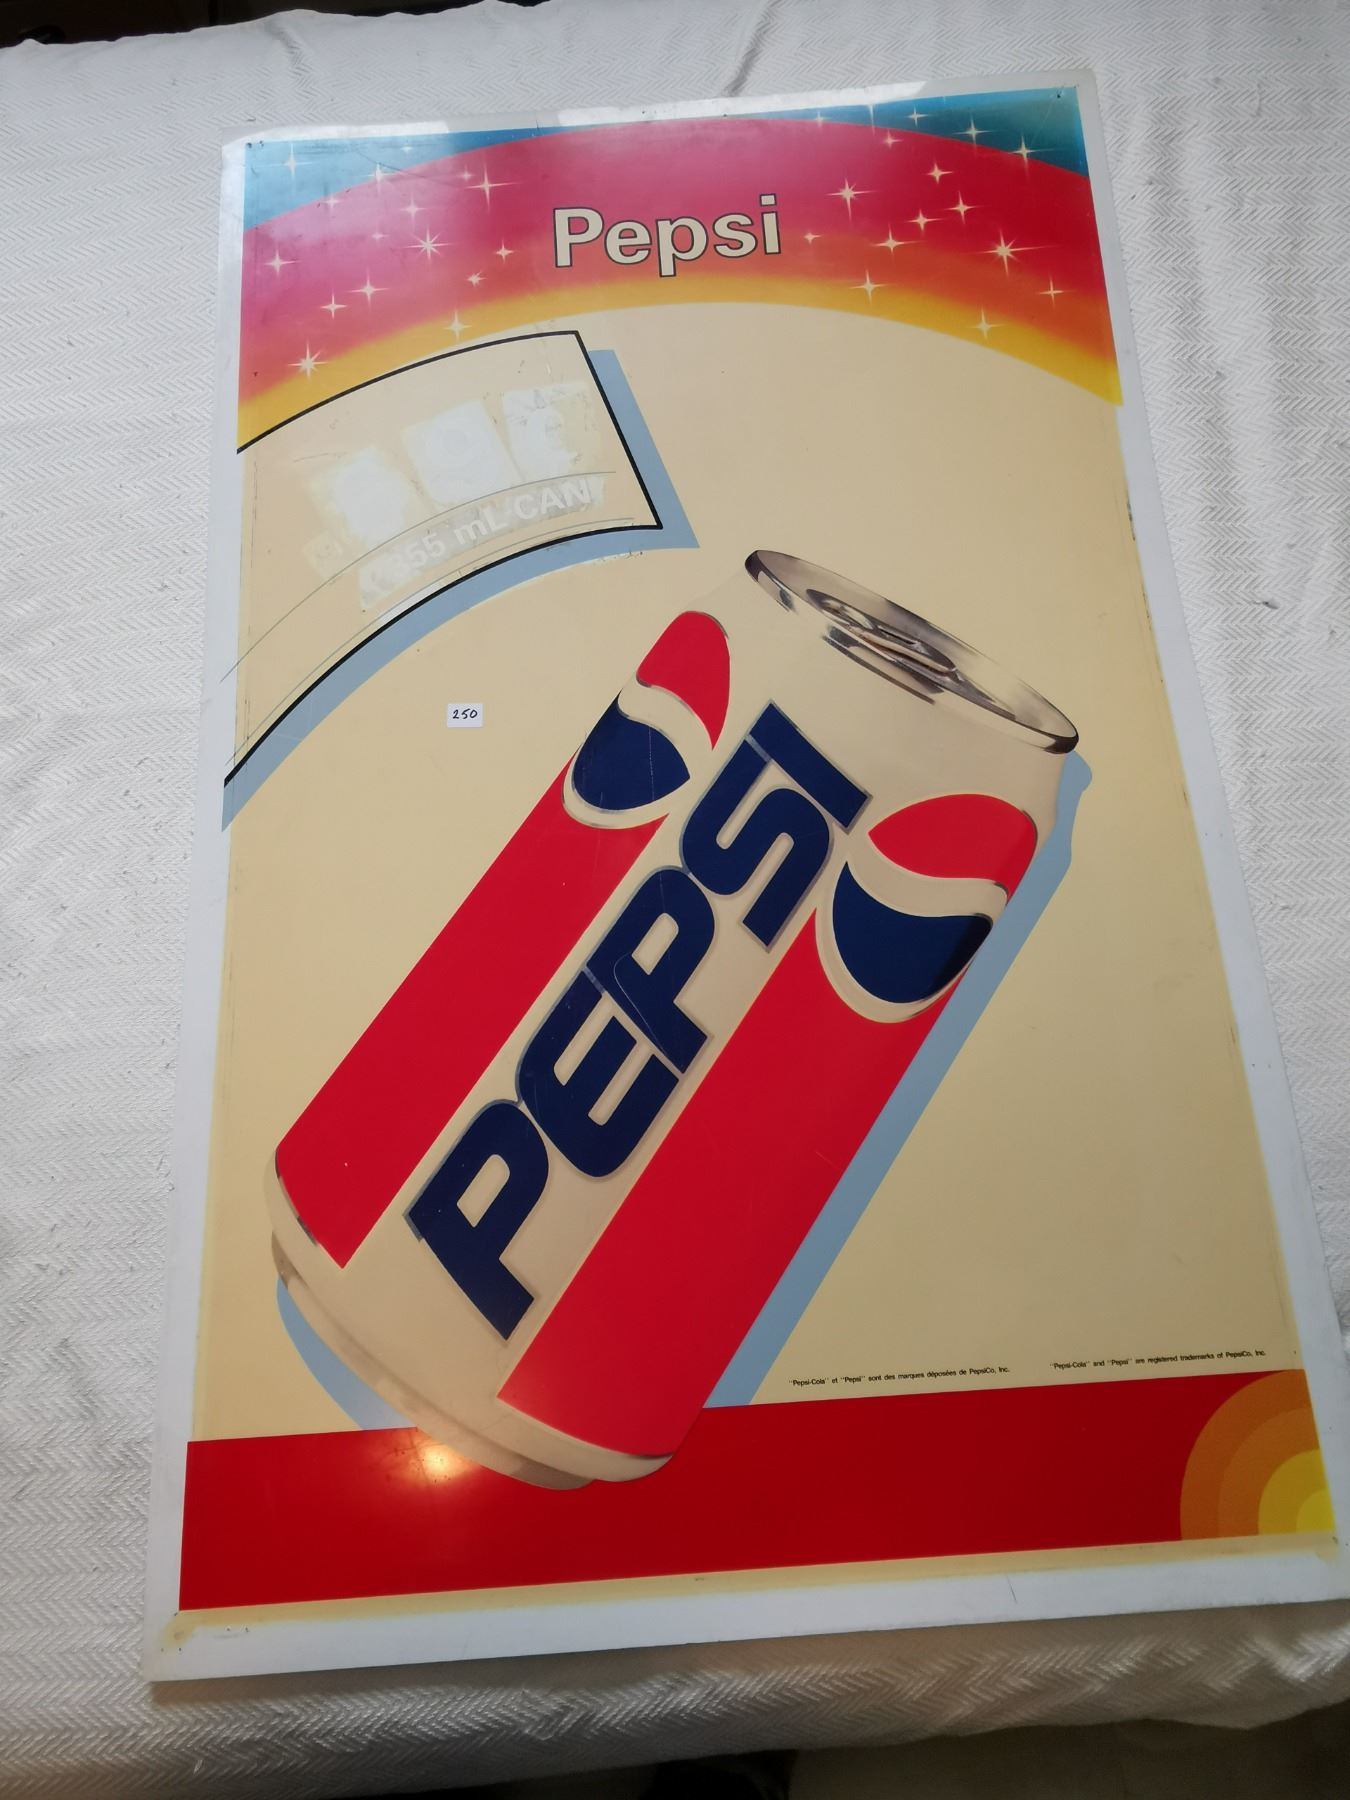 Pepsi
355 mL CAN
250
PEPSI
"Pepsi-Cola" et "Pepsi" sont des marques déposées de PepsiCo, Inc.
"Pepsi-Cola" and "Pepsi" are registered trademarks of PepsiCo, Inc.